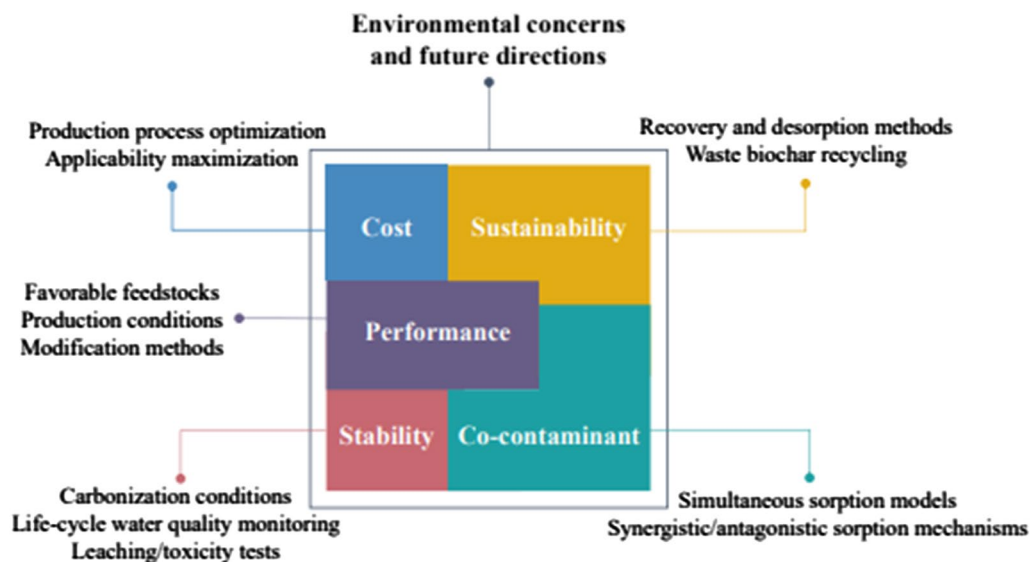 Environmental concerns
and future directions
Production process optimization
Applicability maximization
Recovery and desorption methods
Waste biochar recycling
Cost
Sustainability
Favorable feedstocks
Production conditions
Modification methods
Performance
Stability
Co-contaminant
Carbonization conditions
Life-cycle water quality monitoring
Leaching/toxicity tests
Simultaneous sorption models
Synergistic/antagonistic sorption mechanisms